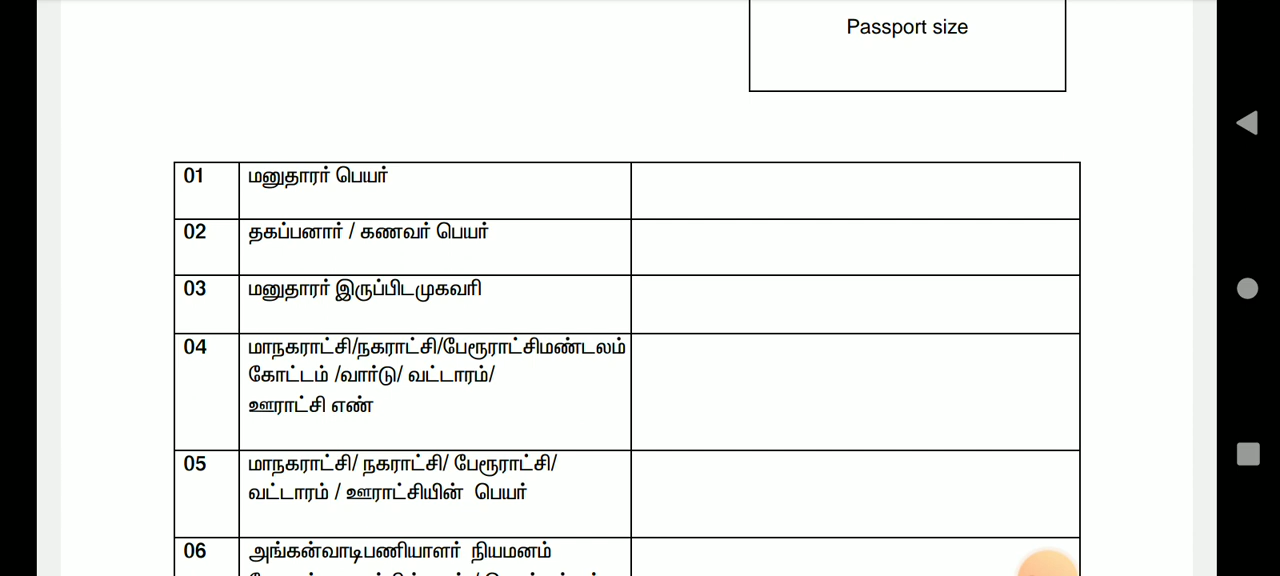 Passport size
01 மனுதாரர் பெயர்
02 தகப்பனார் / கணவர் பெயர்
03 மனுதாரர் இருப்பிடமுகவரி
04 மாநகராட்சி/நகராட்சி/பேரூராட்சிமண்டலம்
கோட்டம் /வார்டு/ வட்டாரம்/
ஊராட்சி எண்
05 மாநகராட்சி/ நகராட்சி/ பேரூராட்சி/
வட்டாரம் / ஊராட்சியின் பெயர்
06 அங்கன்வாடிபணியாளர் நியமனம்